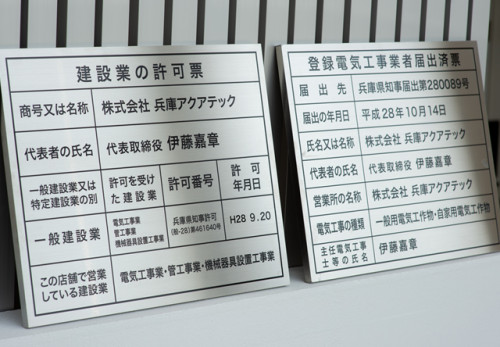 建設業の許可票
商号又は名称 株式会社 兵庫アクアテック
代表者の氏名 代表取締役 伊藤嘉章
一般建設業又は
特定建設業の別
許可を受け
た建設業
許可番号
許可
年月日
一般建設業
電気工事業
管工事業
機械器具設置工事業
兵庫県知事許可
(般-28)第461640号
H28 9.20
この店舗で営業
している建設業
電気工事業・管工事業・機械器具設置工事業
登録電気工事業者届出済票
届出先 兵庫県知事届出第280089号
届出の年月日 平成28年10月14日
氏名又は名称 株式会社 兵庫アクアテック
代表者の氏名 代表取締役 伊藤嘉章
営業所の名称 株式会社 兵庫アクアテック
電気工事の種類 一般用電気工作物・自家用電気工作物
主任電気工事
士等の氏名
伊藤嘉章